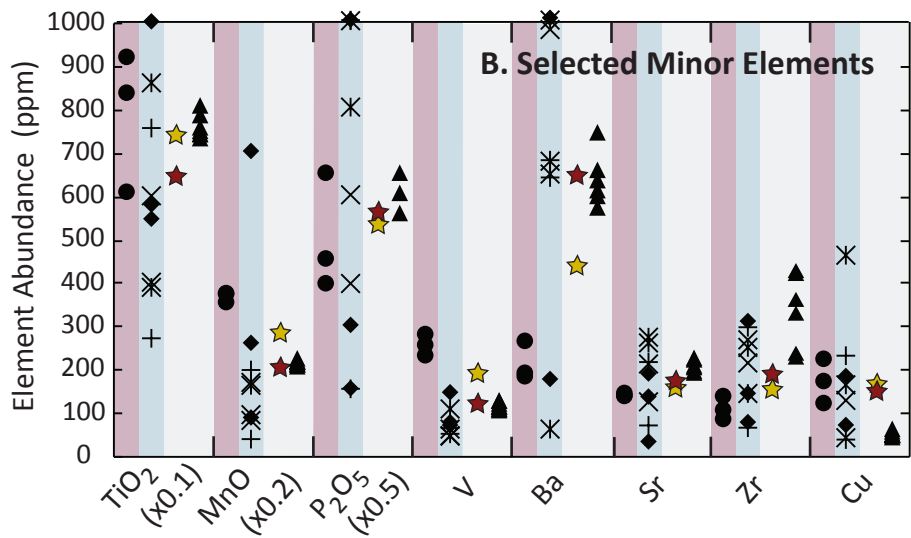 B. Selected Minor Elements
Element Abundance (ppm)
1000
900
800
700
600
500
400
300
200
100
0
TiO₂
(x0.1)
MnO
(x0.2)
P₂O₅
(x0.5)
V
Ba
Sr
Zr
Cu